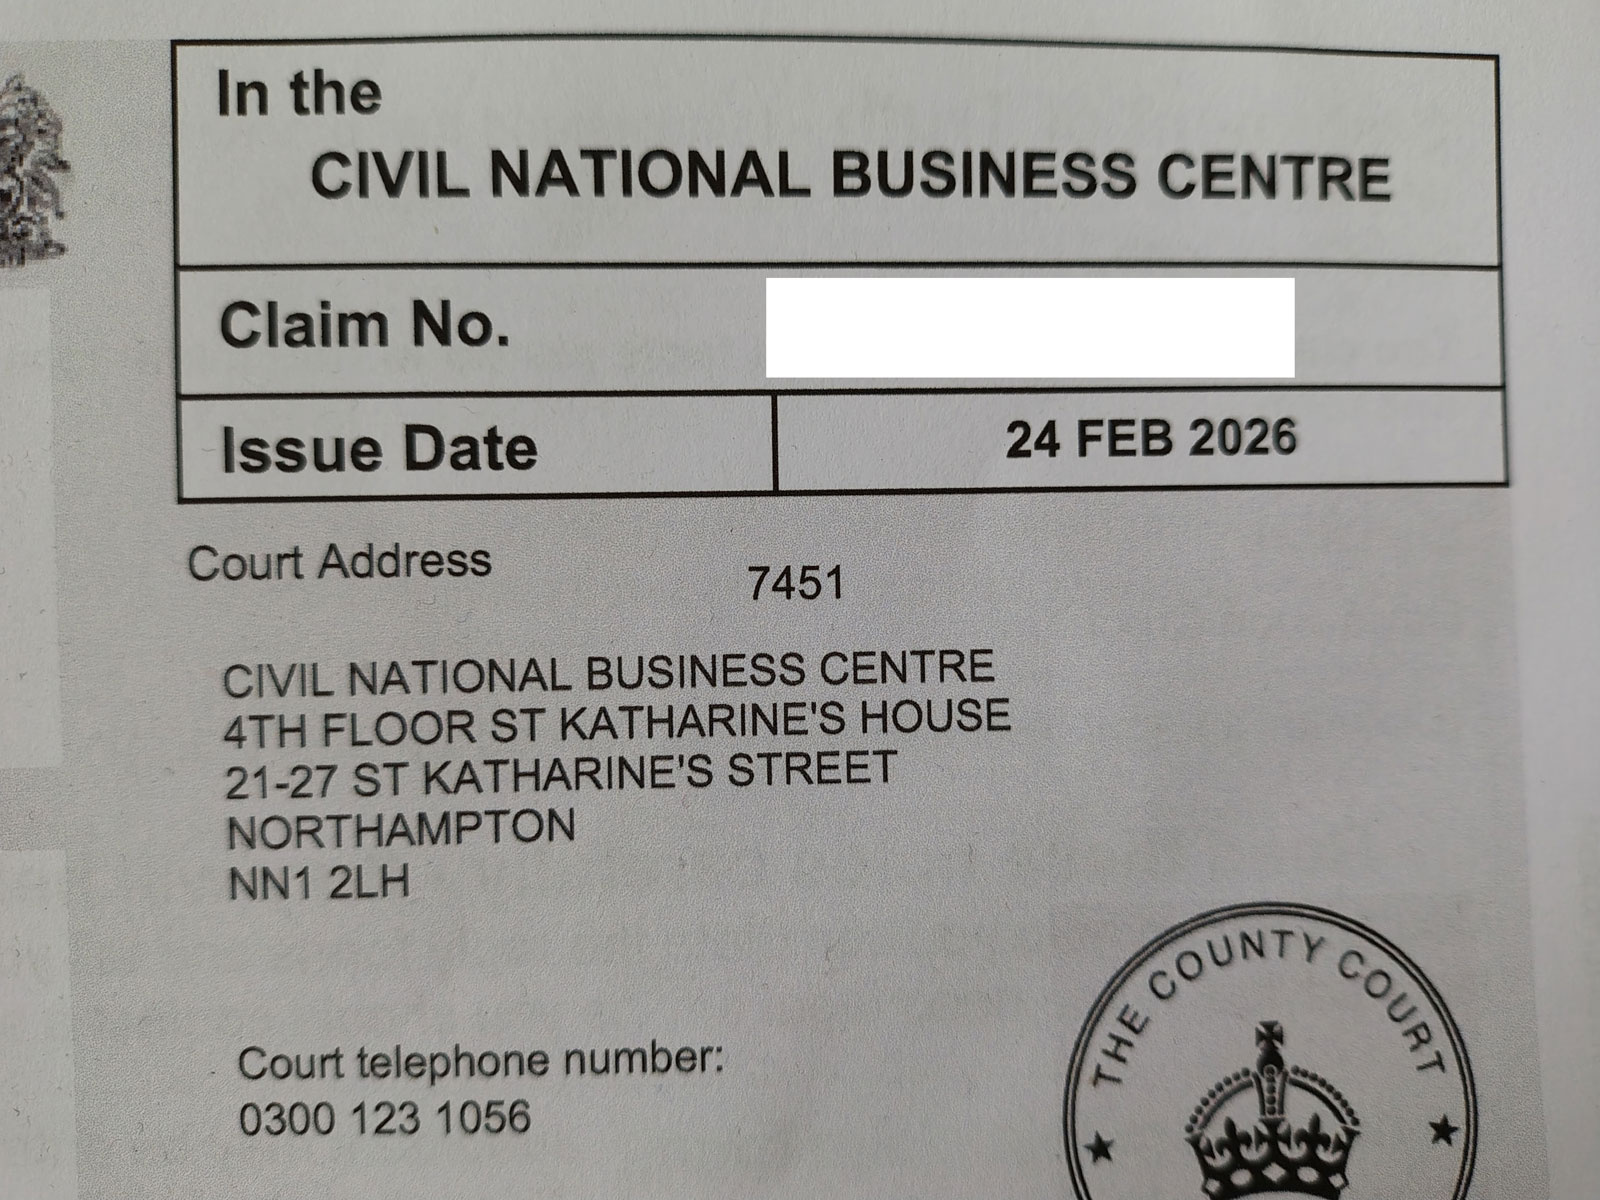 In the
CIVIL NATIONAL BUSINESS CENTRE
Claim No.
Issue Date
24 FEB 2026
Court Address
7451
CIVIL NATIONAL BUSINESS CENTRE
4TH FLOOR ST KATHARINE'S HOUSE
21-27 ST KATHARINE'S STREET
NORTHAMPTON
NN1 2LH
Court telephone number:
0300 123 1056
THE COUNTY COURT